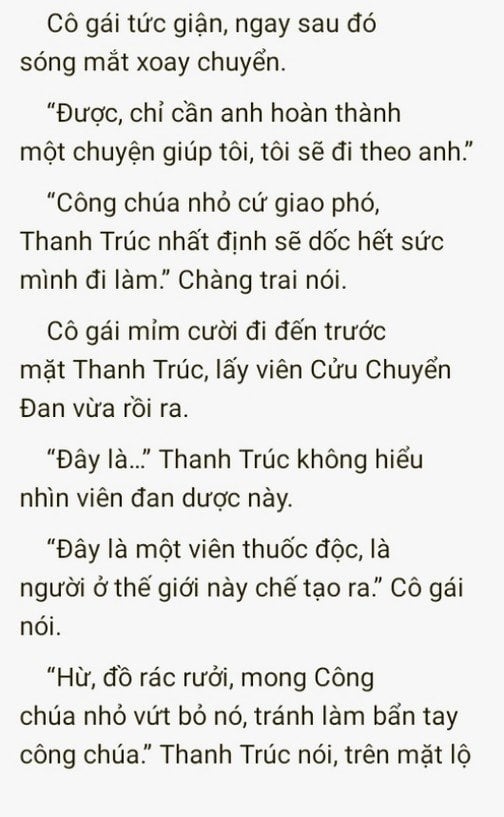 Cô gái tức giận, ngay sau đó
sóng mắt xoay chuyển.
“Được, chỉ cần anh hoàn thành
một chuyện giúp tôi, tôi sẽ đi theo anh.”
“Công chúa nhỏ cứ giao phó,
Thanh Trúc nhất định sẽ dốc hết sức
mình đi làm.” Chàng trai nói.
Cô gái mỉm cười đi đến trước
mặt Thanh Trúc, lấy viên Cửu Chuyển
Đan vừa rồi ra.
“Đây là...” Thanh Trúc không hiểu
nhìn viên đan dược này.
“Đây là một viên thuốc độc, là
người ở thế giới này chế tạo ra.” Cô gái
nói.
“Hừ, đồ rác rưởi, mong Công
chúa nhỏ vứt bỏ nó, tránh làm bẩn tay
công chúa.” Thanh Trúc nói, trên mặt lộ